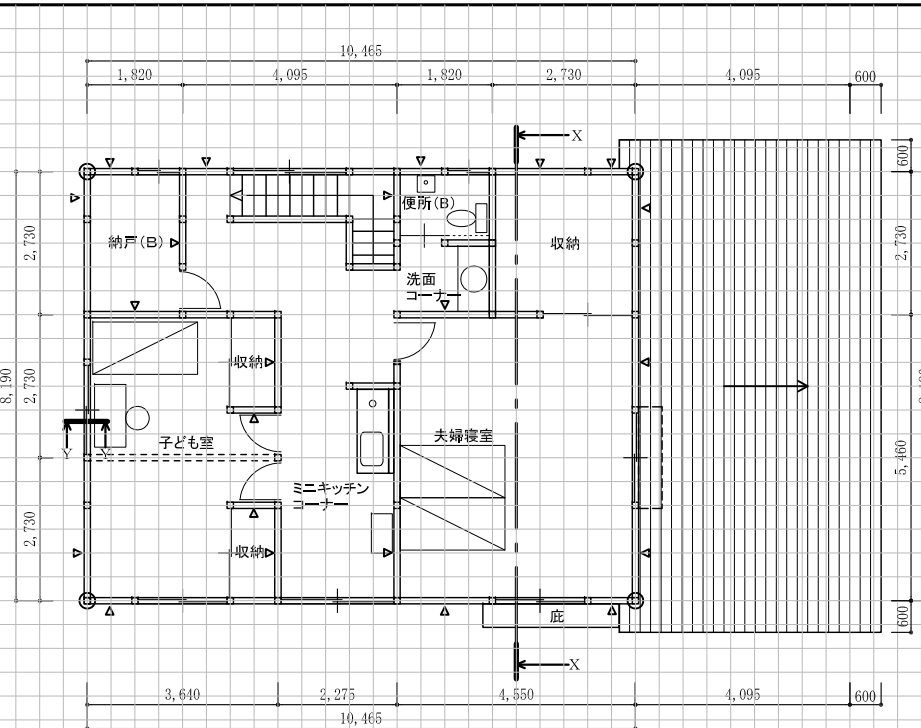 10,465
1,820
4,095
1,820
2,730
4,095
600
X
600
便所(B)
2,730
納戸(B)
収納
2,730
洗面
コーナー
収納
8,190
2,730
子ども室
夫婦寝室
Y
Y
5,460
ミニキッチン
コーナー
2,730
収納
庇
600
X
3,640
2,275
4,550
4,095
600
10,465